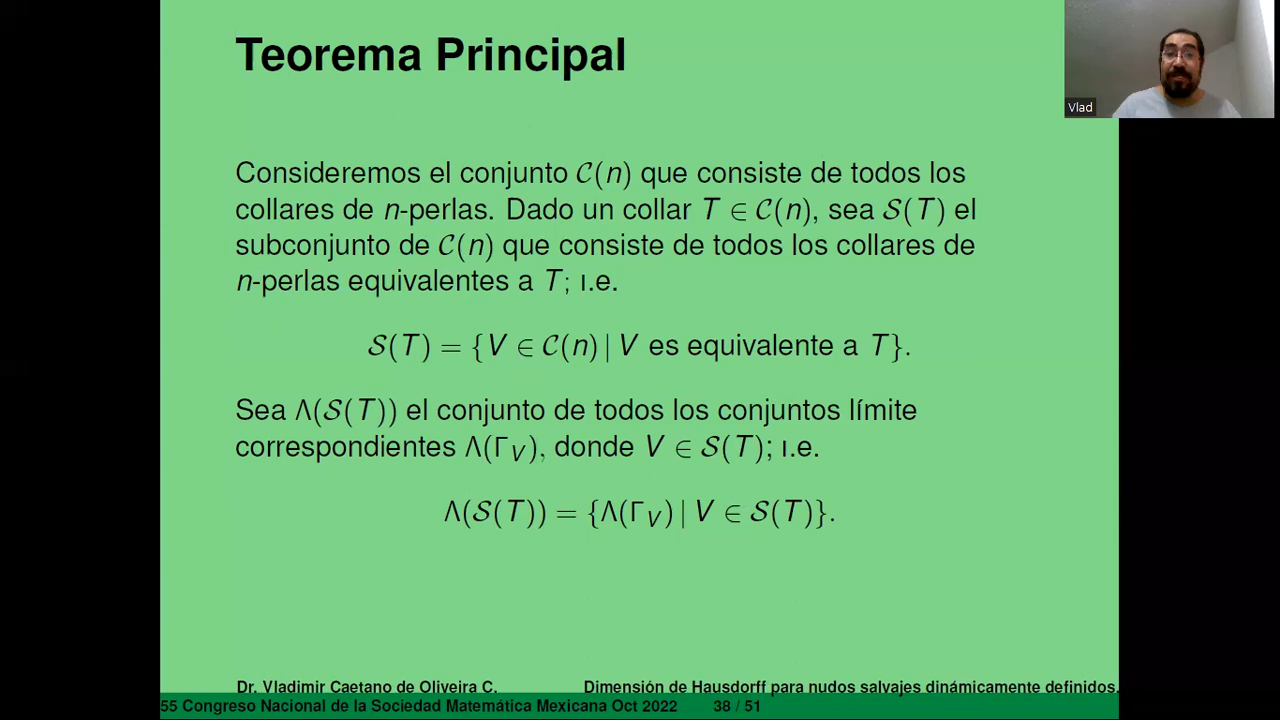 Teorema Principal
Vlad
Consideremos el conjunto 𝒞(n) que consiste de todos los
collares de n-perlas. Dado un collar T ∈ 𝒞(n), sea 𝒮(T) el
subconjunto de 𝒞(n) que consiste de todos los collares de
n-perlas equivalentes a T; ı.e.
𝒮(T) = {V ∈ 𝒞(n) | V es equivalente a T}.
Sea Λ(𝒮(T)) el conjunto de todos los conjuntos límite
correspondientes Λ(Γ_V), donde V ∈ 𝒮(T); ı.e.
Λ(𝒮(T)) = {Λ(Γ_V) | V ∈ 𝒮(T)}.
Dr. Vladimir Caetano de Oliveira C. Dimensión de Hausdorff para nudos salvajes dinámicamente definidos.
55 Congreso Nacional de la Sociedad Matemática Mexicana Oct 2022 38 / 51